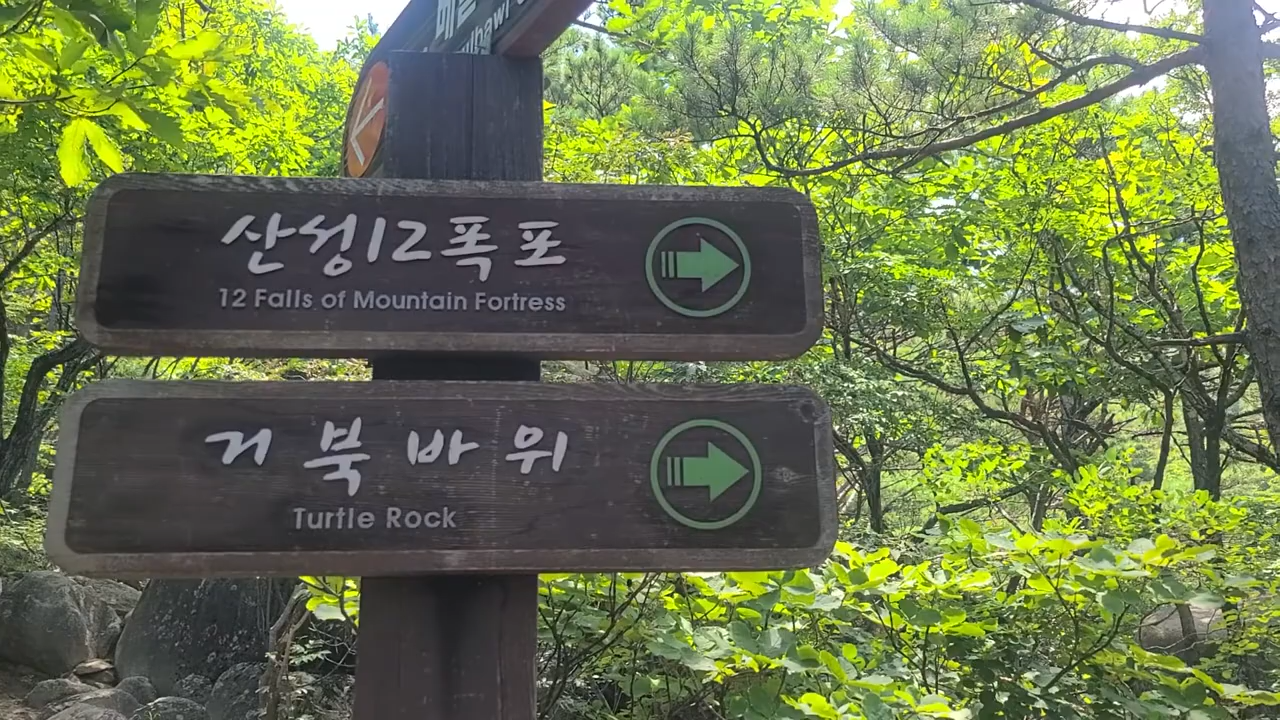 산성12폭포
12 Falls of Mountain Fortress
거북바위
Turtle Rock